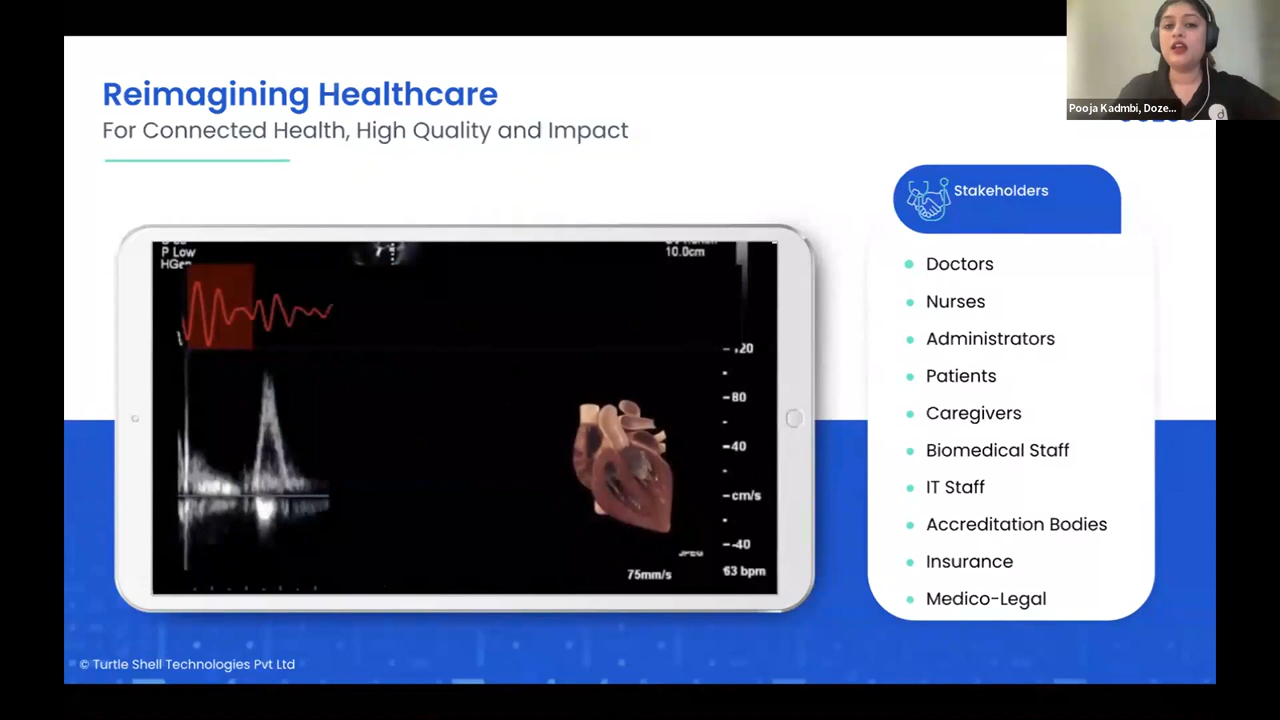 Pooja Kadmbi, Doze...
Reimagining Healthcare
For Connected Health, High Quality and Impact
Stakeholders
Doctors
Nurses
Administrators
Patients
Caregivers
Biomedical Staff
IT Staff
Accreditation Bodies
Insurance
Medico-Legal
P Low
HGen
10.0cm
80
40
cm/s
-40
JPEG
75mm/s
63 bpm
© Turtle Shell Technologies Pvt Ltd